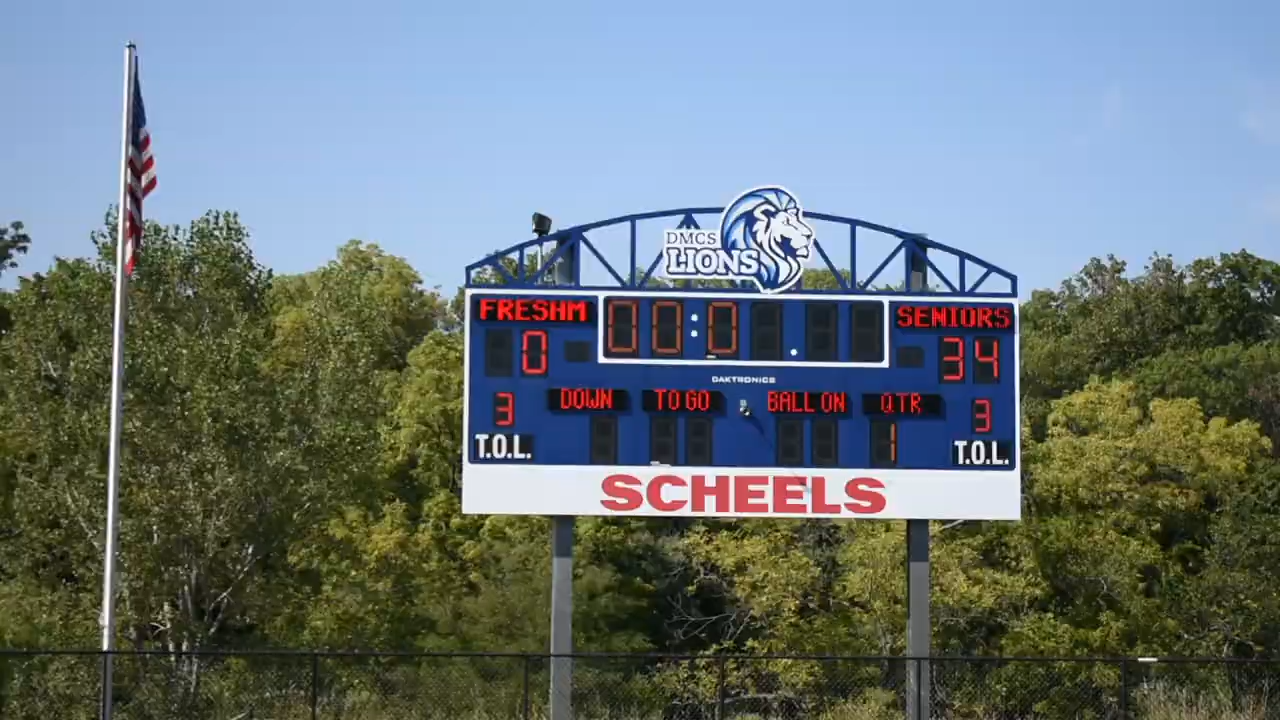 DMCS
LIONS
FRESHM
00:0 .
SENIORS
0
34
DAKTRONICS
3
DOWN
TO GO
BALL ON
QTR
3
1
T.O.L.
T.O.L.
SCHEELS